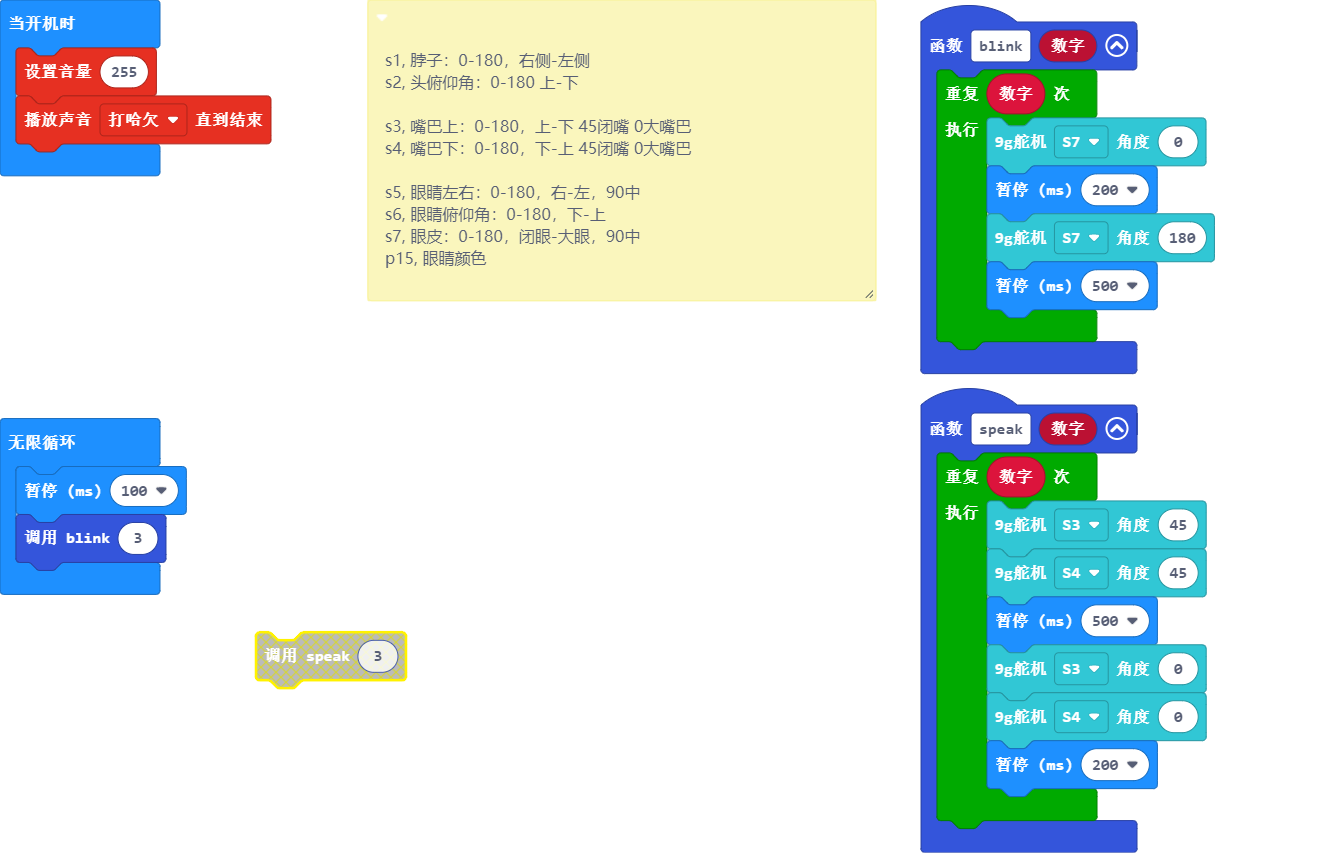 当开机时
设置音量 255
播放声音 打哈欠 直到结束
s1, 脖子：0-180，右侧-左侧
s2, 头俯仰角：0-180 上-下
s3, 嘴巴上：0-180，上-下 45闭嘴 0大嘴巴
s4, 嘴巴下：0-180，下-上 45闭嘴 0大嘴巴
s5, 眼睛左右：0-180，右-左，90中
s6, 眼睛俯仰角：0-180，下-上
s7, 眼皮：0-180，闭眼-大眼，90中
p15, 眼睛颜色
函数 blink 数字
重复 数字 次
执行
9g舵机 S7 角度 0
暂停 (ms) 200
9g舵机 S7 角度 180
暂停 (ms) 500
无限循环
暂停 (ms) 100
调用 blink 3
调用 speak 3
函数 speak 数字
重复 数字 次
执行
9g舵机 S3 角度 45
9g舵机 S4 角度 45
暂停 (ms) 500
9g舵机 S3 角度 0
9g舵机 S4 角度 0
暂停 (ms) 200